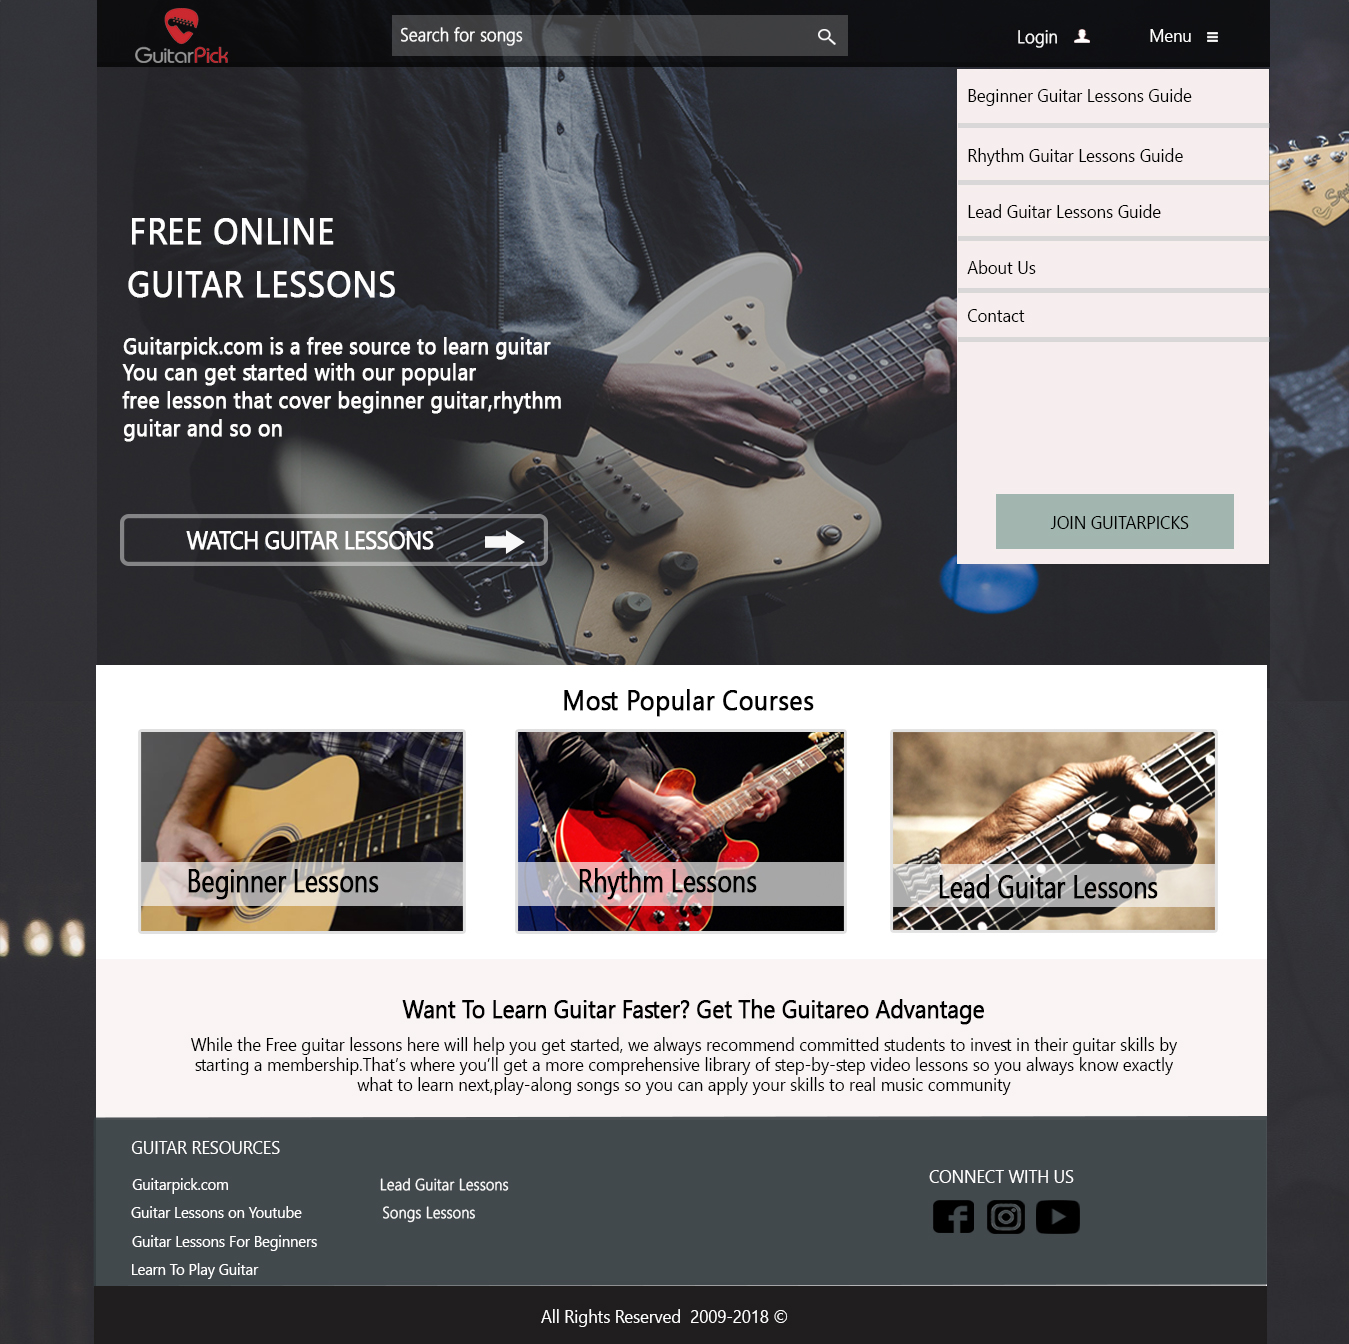 GuitarPick
Search for songs
Login
Menu
Beginner Guitar Lessons Guide
Rhythm Guitar Lessons Guide
Lead Guitar Lessons Guide
About Us
Contact
JOIN GUITARPICKS
FREE ONLINE
GUITAR LESSONS
Guitarpick.com is a free source to learn guitar
You can get started with our popular
free lesson that cover beginner guitar,rhythm
guitar and so on
WATCH GUITAR LESSONS
Most Popular Courses
Beginner Lessons
Rhythm Lessons
Lead Guitar Lessons
Want To Learn Guitar Faster? Get The Guitareo Advantage
While the Free guitar lessons here will help you get started, we always recommend committed students to invest in their guitar skills by
starting a membership.That’s where you’ll get a more comprehensive library of step-by-step video lessons so you always know exactly
what to learn next,play-along songs so you can apply your skills to real music community
GUITAR RESOURCES
Guitarpick.com
Guitar Lessons on Youtube
Guitar Lessons For Beginners
Learn To Play Guitar
Lead Guitar Lessons
Songs Lessons
CONNECT WITH US
All Rights Reserved 2009-2018 ©